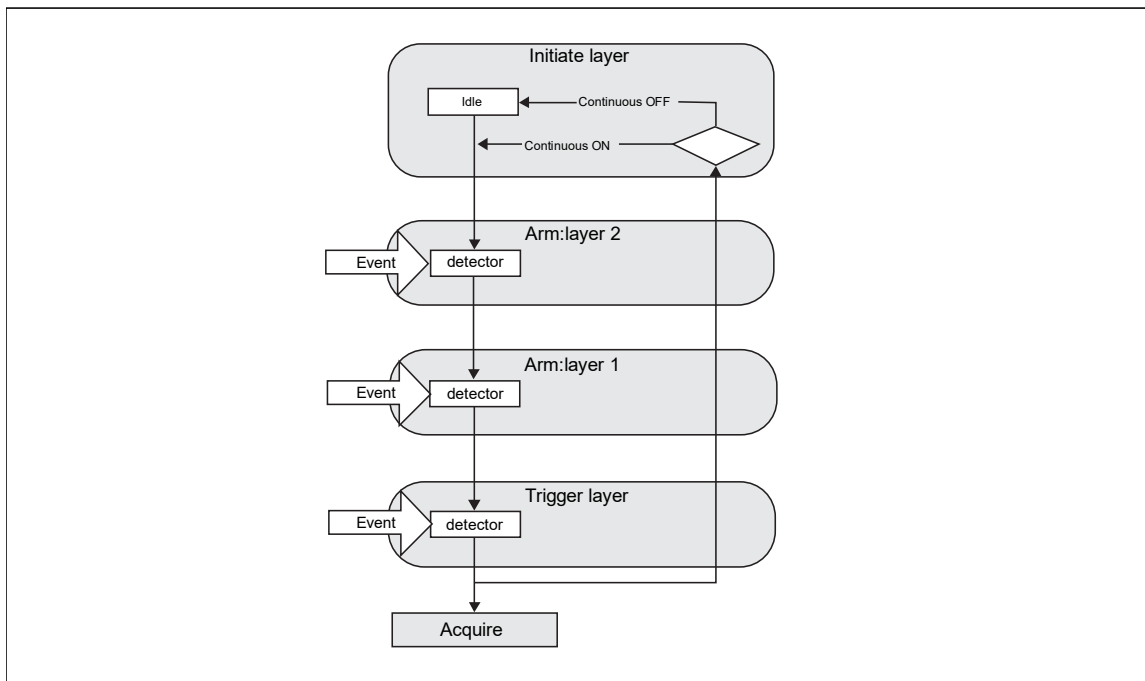 Initiate layer
Idle
Continuous OFF
Continuous ON
Arm:layer 2
Event
detector
Arm:layer 1
Event
detector
Trigger layer
Event
detector
Acquire